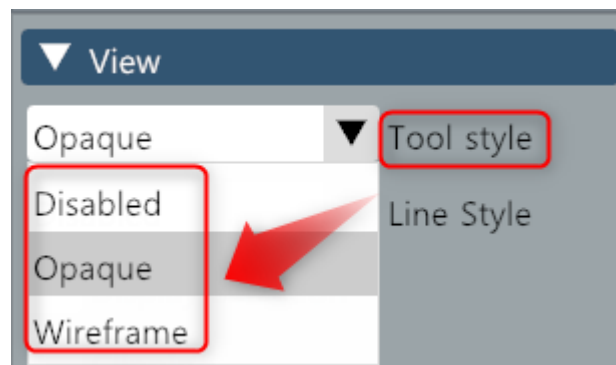 View
Opaque Tool style
Disabled
Line Style
Opaque
Wireframe